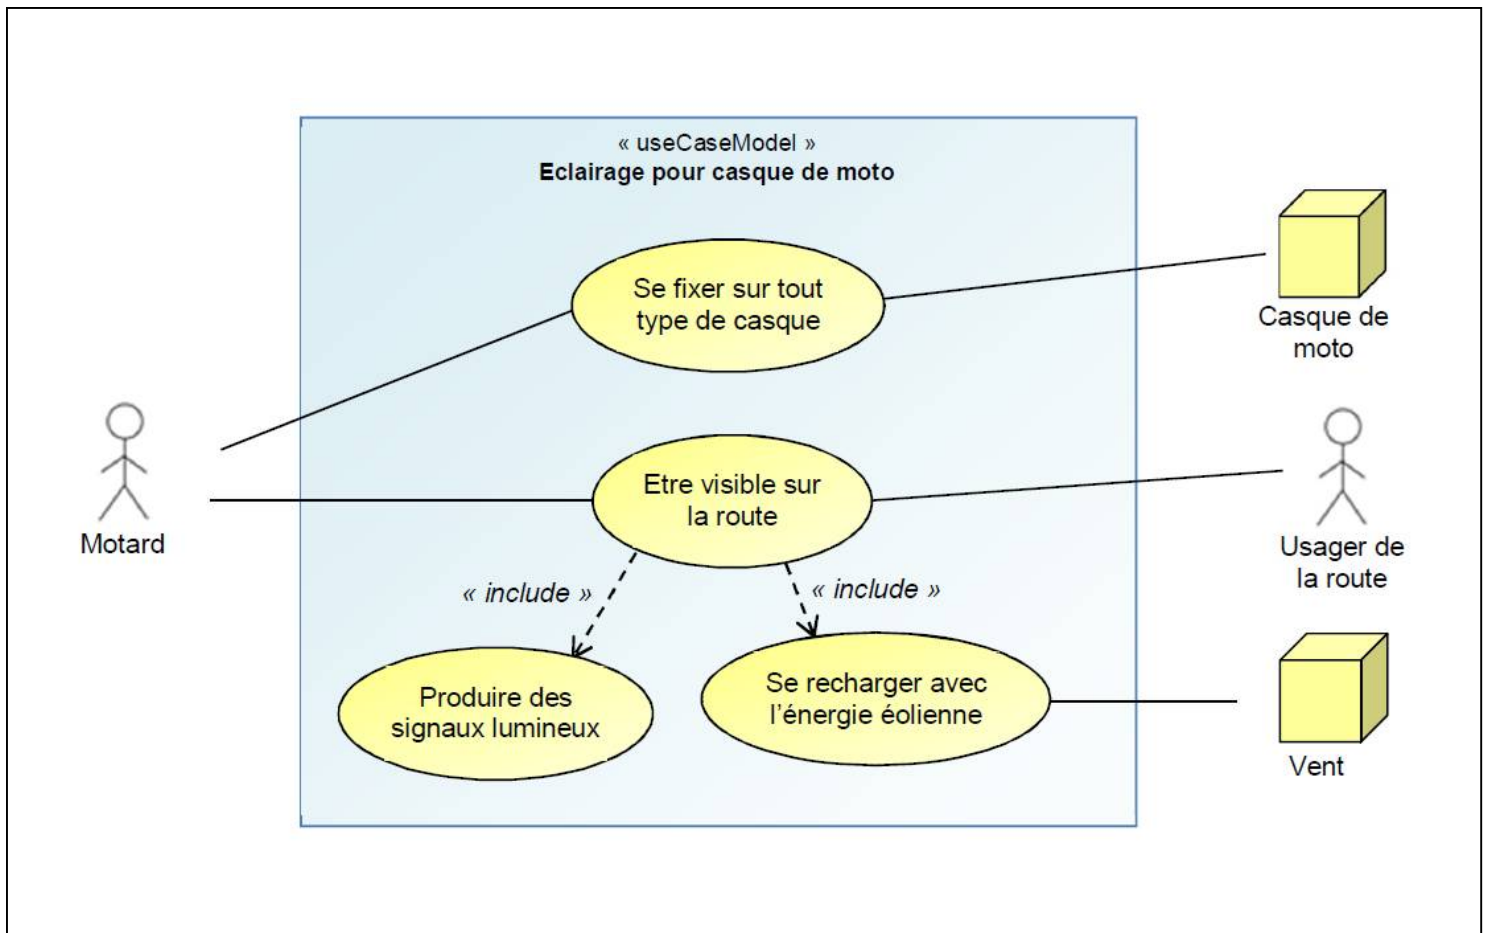 « useCaseModel »
Eclairage pour casque de moto
Se fixer sur tout
type de casque
Casque de
moto
Motard
Etre visible sur
la route
Usager de
la route
« include »
« include »
Produire des
signaux lumineux
Se recharger avec
l’énergie éolienne
Vent